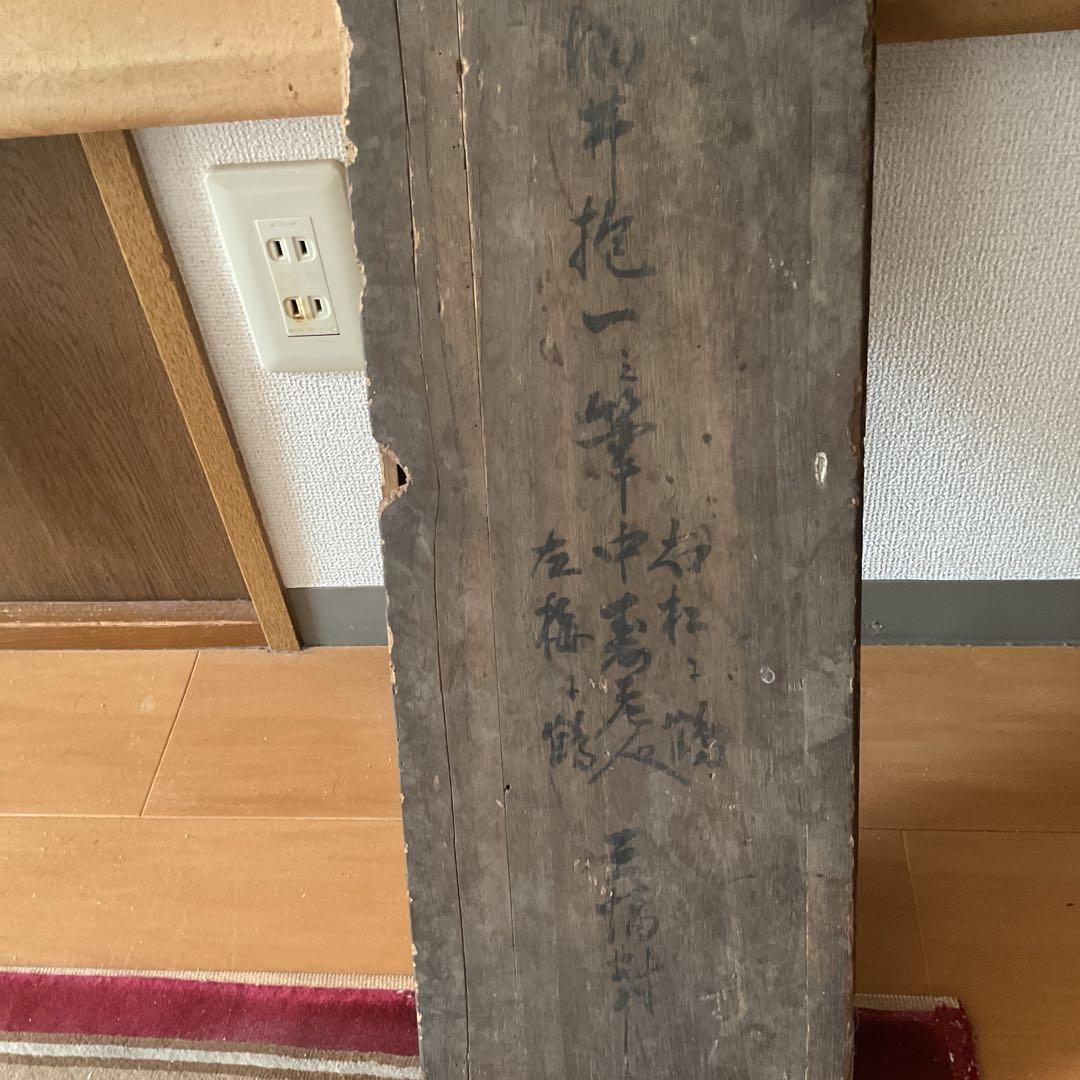 酒井抱一之筆
右松ニ鶴
中寿老人
左梅ニ鶴
三幅対